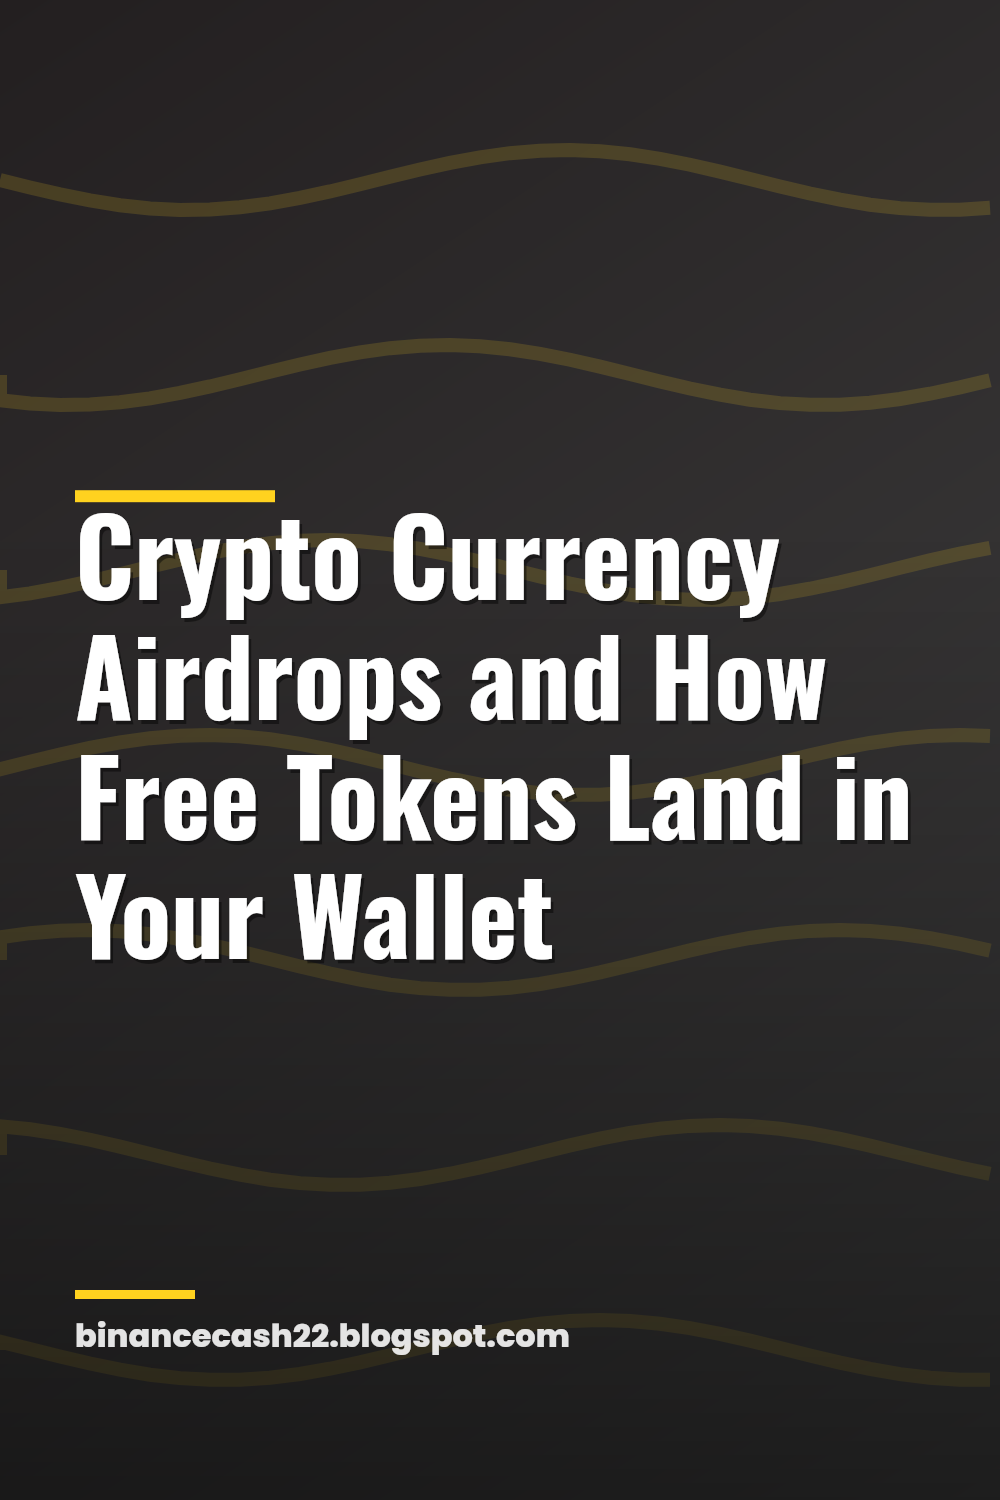 Crypto Currency
Airdrops and How
Free Tokens Land in
Your Wallet
binancecash22.blogspot.com